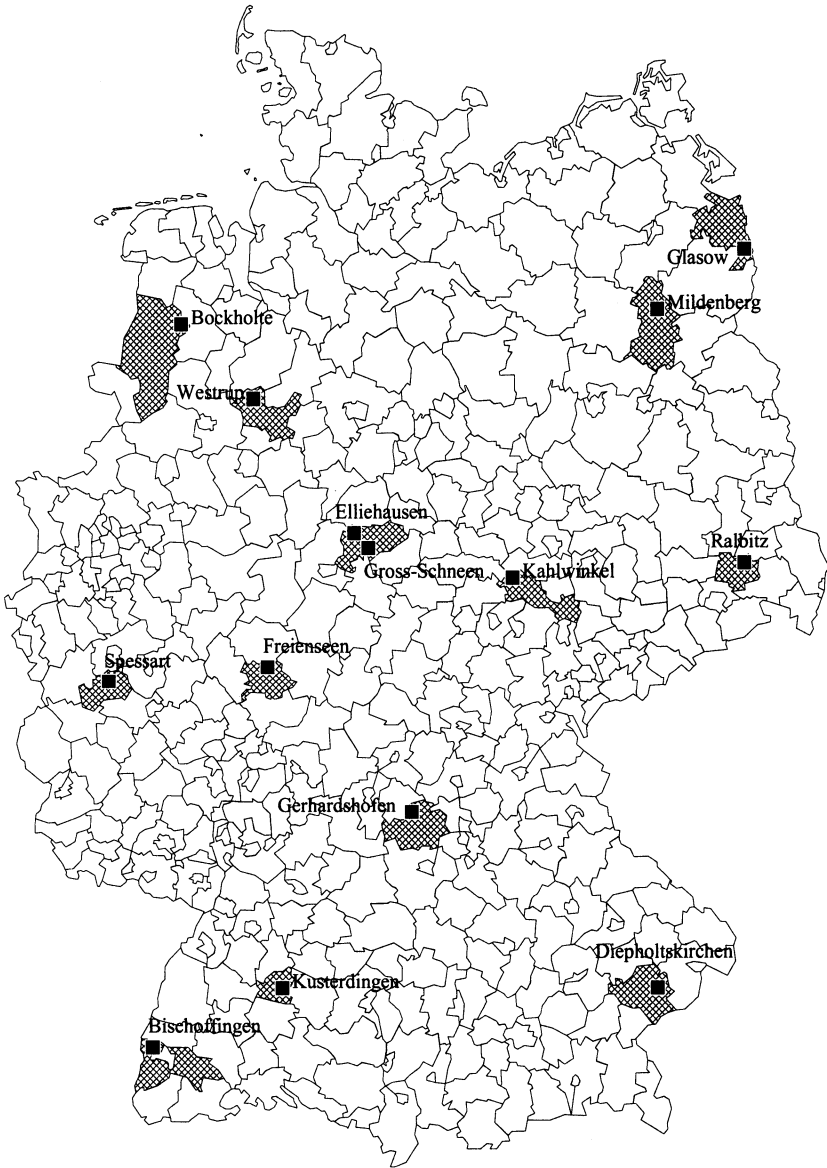 Glasow
Mildenberg
Bockholte
Westrup
Elliehausen
Gross-Schneen
Kahlwinkel
Ralbitz
Freienseen
Spessart
Gerhardshofen
Diepholtskirchen
Kusterdingen
Bischoffingen